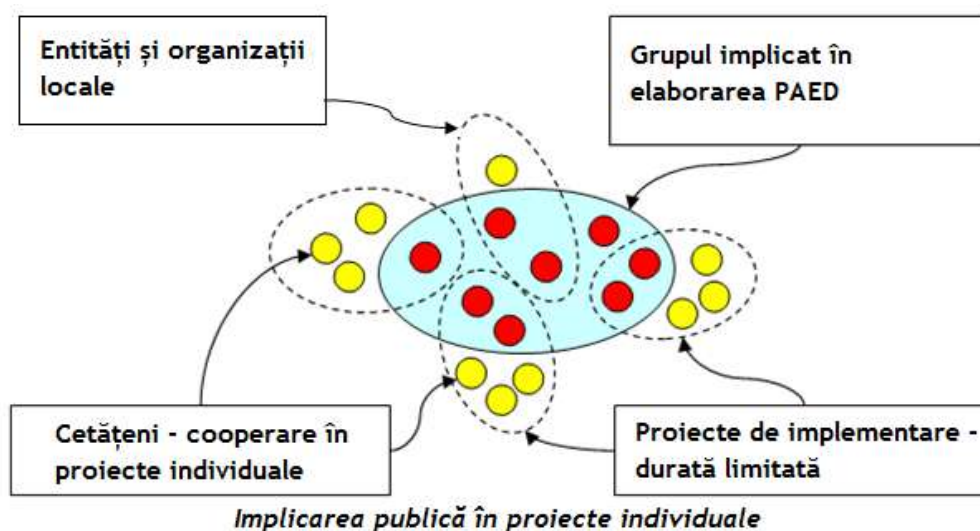 Entități și organizații
locale
Grupul implicat în
elaborarea PAED
Cetățeni - cooperare în
proiecte individuale
Proiecte de implementare -
durată limitată
Implicarea publică în proiecte individuale